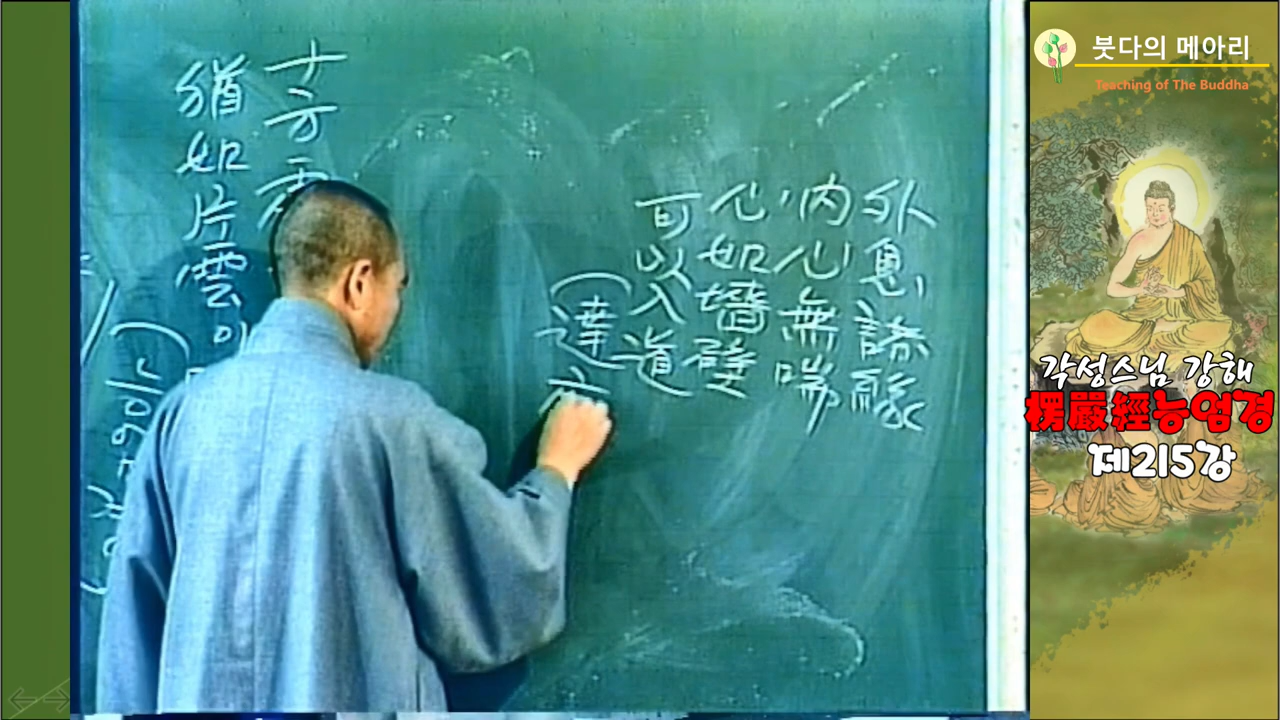 外息諸緣
内心無喘
心如墻壁
可以入道
(達
十方
猶如片雲이
붓다의 메아리
Teaching of The Buddha
각성스님 강해
楞嚴經능엄경
제215강